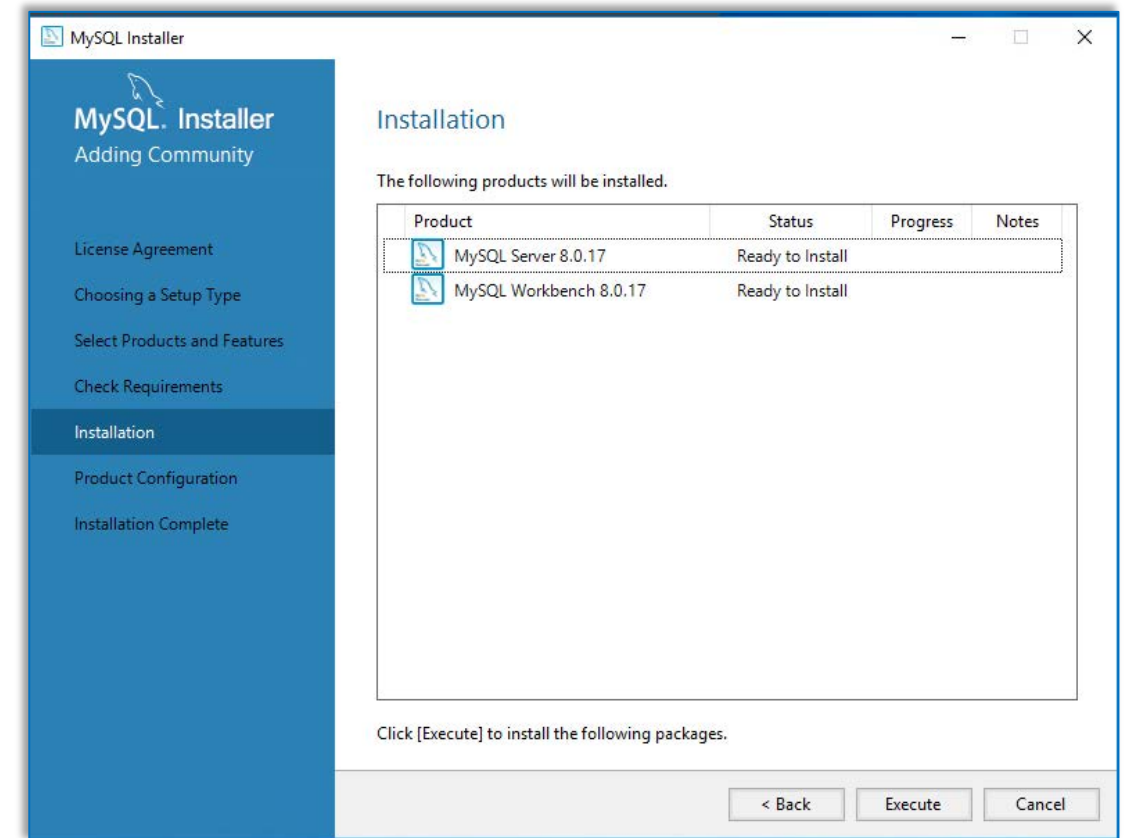 MySQL Installer
MySQL. Installer
Adding Community
License Agreement
Choosing a Setup Type
Select Products and Features
Check Requirements
Installation
Product Configuration
Installation Complete
Installation
The following products will be installed.
Product Status Progress Notes
MySQL Server 8.0.17 Ready to Install
MySQL Workbench 8.0.17 Ready to Install
Click [Execute] to install the following packages.
< Back Execute Cancel